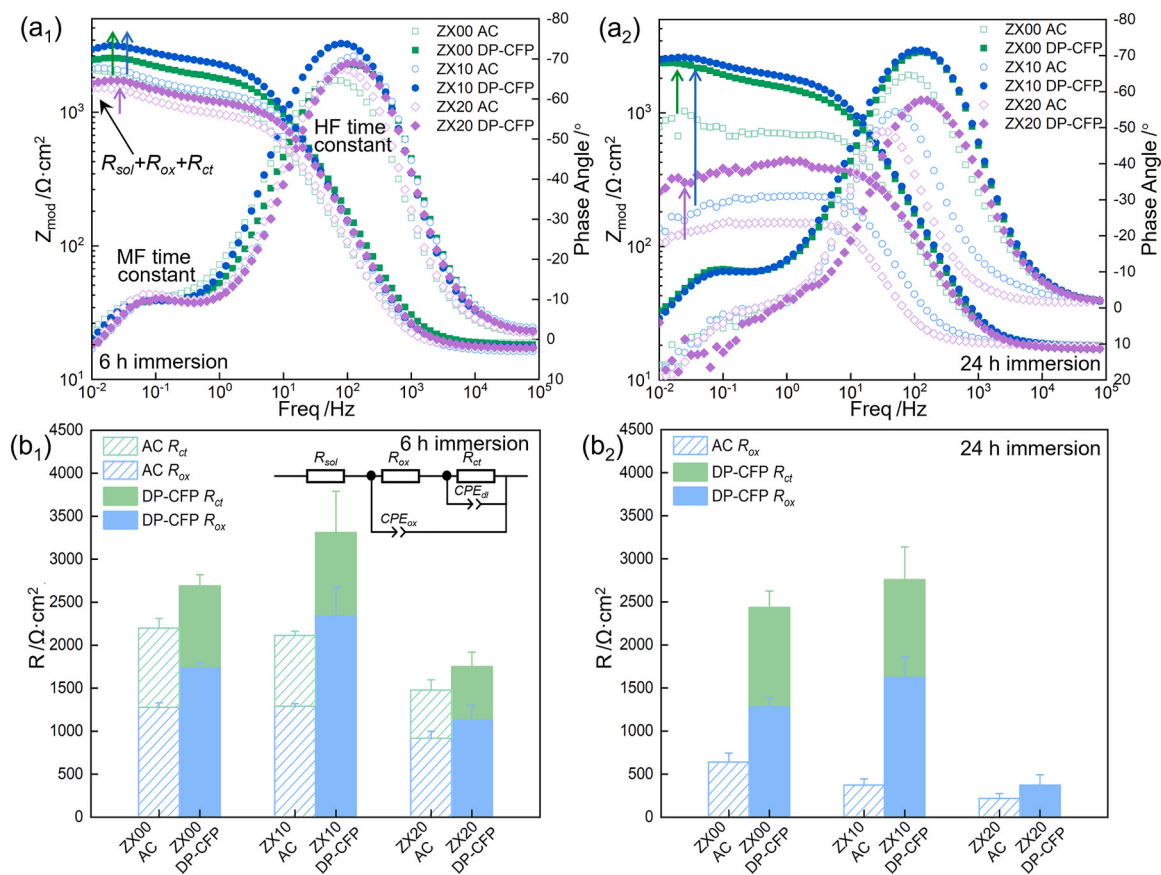 (a1)
ZX00 AC
ZX00 DP-CFP
ZX10 AC
ZX10 DP-CFP
ZX20 AC
ZX20 DP-CFP
HF time
constant
Rsol+Rox+Rct
MF time
constant
6 h immersion
Zmod /Ω·cm2
103
102
101
10-2
10-1
100
101
102
103
104
105
Freq /Hz
-80
-70
-60
-50
-40
-30
-20
-10
0
10
Phase Angle /°
(a2)
ZX00 AC
ZX00 DP-CFP
ZX10 AC
ZX10 DP-CFP
ZX20 AC
ZX20 DP-CFP
24 h immersion
Zmod /Ω·cm2
103
102
101
10-2
10-1
100
101
102
103
104
105
Freq /Hz
-80
-70
-60
-50
-40
-30
-20
-10
0
10
20
Phase Angle /°
(b1)
6 h immersion
AC Rct
AC Rox
DP-CFP Rct
DP-CFP Rox
Rsol
Rox
Rct
CPEdl
CPEox
R /Ω·cm2
4500
4000
3500
3000
2500
2000
1500
1000
500
0
ZX00
AC
ZX00
DP-CFP
ZX10
AC
ZX10
DP-CFP
ZX20
AC
ZX20
DP-CFP
(b2)
24 h immersion
AC Rox
DP-CFP Rct
DP-CFP Rox
R /Ω·cm2
4500
4000
3500
3000
2500
2000
1500
1000
500
0
ZX00
AC
ZX00
DP-CFP
ZX10
AC
ZX10
DP-CFP
ZX20
AC
ZX20
DP-CFP